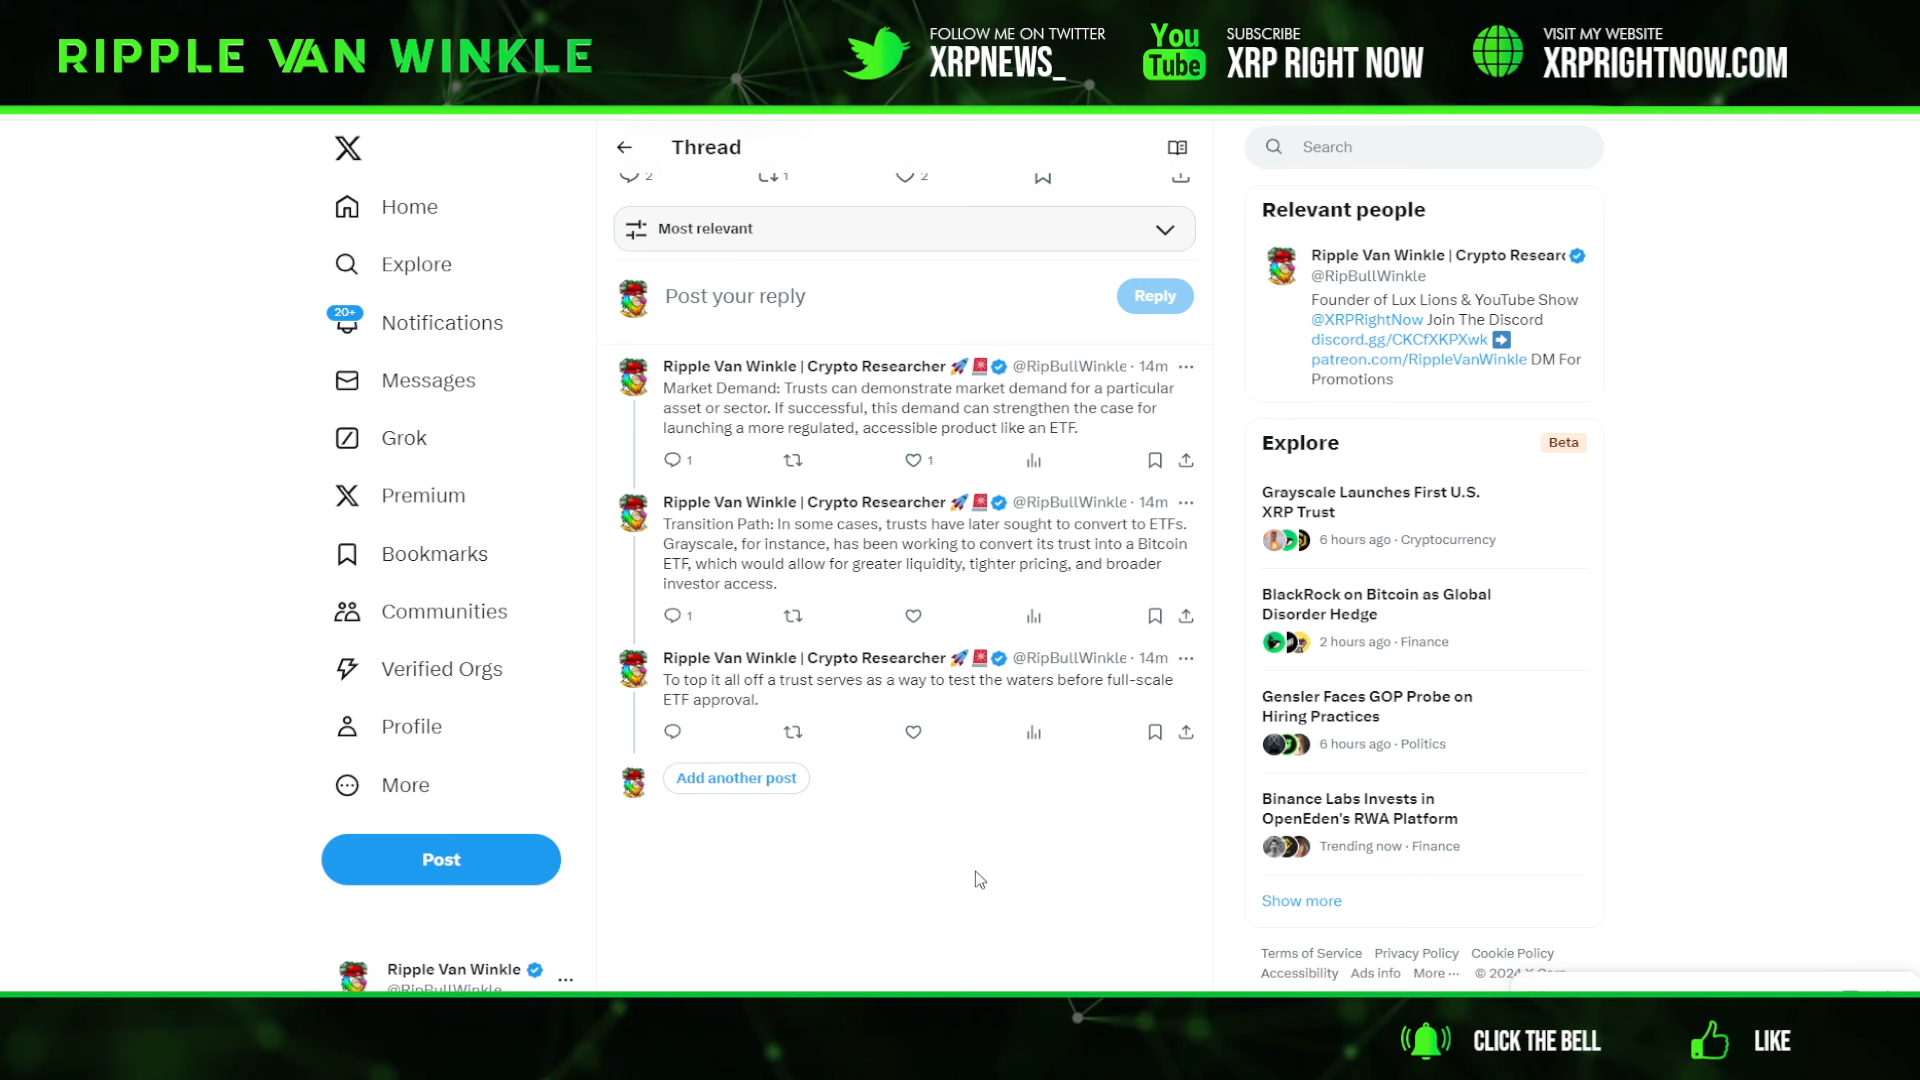 RIPPLE VAN WINKLE
FOLLOW ME ON TWITTER
XRPNEWS_
You
Tube
SUBSCRIBE
XRP RIGHT NOW
VISIT MY WEBSITE
XRPRIGHTNOW.COM
Home
Explore
20+
Notifications
Messages
Grok
Premium
Bookmarks
Communities
Verified Orgs
Profile
More
Post
Ripple Van Winkle
@RipBullWinkle
Thread
2 1 2
Most relevant
Post your reply
Reply
Ripple Van Winkle | Crypto Researcher 🚀🚨 @RipBullWinkle · 14m
Market Demand: Trusts can demonstrate market demand for a particular
asset or sector. If successful, this demand can strengthen the case for
launching a more regulated, accessible product like an ETF.
1 1
Ripple Van Winkle | Crypto Researcher 🚀🚨 @RipBullWinkle · 14m
Transition Path: In some cases, trusts have later sought to convert to ETFs.
Grayscale, for instance, has been working to convert its trust into a Bitcoin
ETF, which would allow for greater liquidity, tighter pricing, and broader
investor access.
1
Ripple Van Winkle | Crypto Researcher 🚀🚨 @RipBullWinkle · 14m
To top it all off a trust serves as a way to test the waters before full-scale
ETF approval.
Add another post
Search
Relevant people
Ripple Van Winkle | Crypto Researc
@RipBullWinkle
Founder of Lux Lions & YouTube Show
@XRPRightNow Join The Discord
discord.gg/CKCfXKPXwk ➡️
patreon.com/RippleVanWinkle DM For
Promotions
Explore
Beta
Grayscale Launches First U.S.
XRP Trust
6 hours ago · Cryptocurrency
BlackRock on Bitcoin as Global
Disorder Hedge
2 hours ago · Finance
Gensler Faces GOP Probe on
Hiring Practices
6 hours ago · Politics
Binance Labs Invests in
OpenEden's RWA Platform
Trending now · Finance
Show more
Terms of Service Privacy Policy Cookie Policy
Accessibility Ads info More ··· © 2024 X Corp.
CLICK THE BELL
LIKE